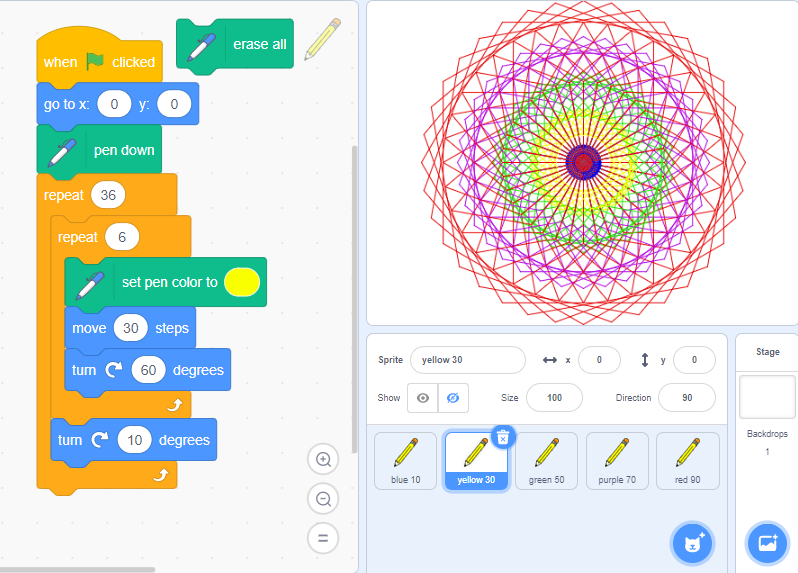 erase all
when clicked
go to x: 0 y: 0
pen down
repeat 36
repeat 6
set pen color to
move 30 steps
turn 60 degrees
turn 10 degrees
Sprite yellow 30 x 0 y 0
Show Size 100 Direction 90
blue 10 yellow 30 green 50 purple 70 red 90
Stage
Backdrops
1